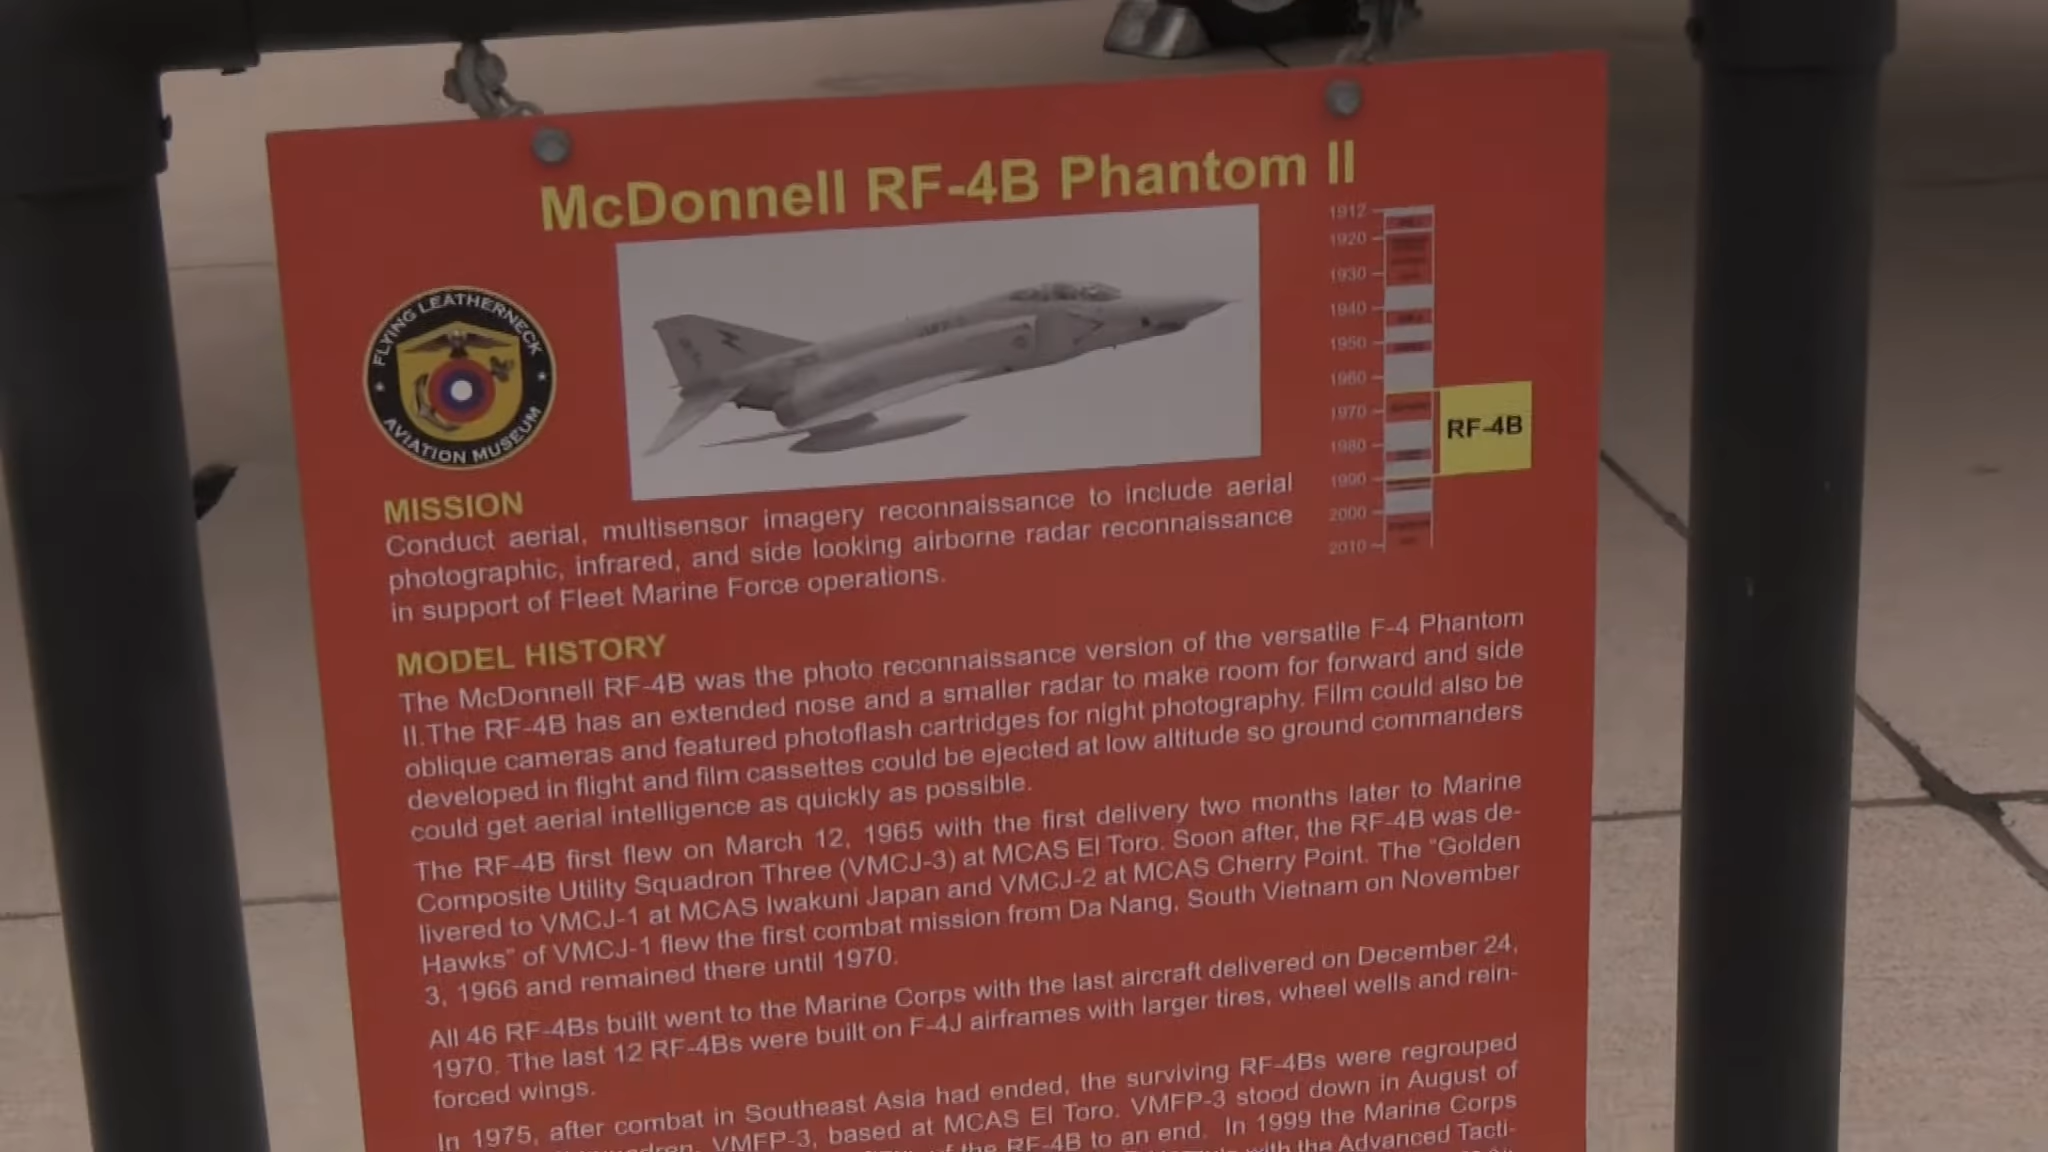 McDonnell RF-4B Phantom II
FLYING LEATHERNECK
AVIATION MUSEUM
1912
1920
1930
1940
1950
1960
1970
1980
1990
2000
2010
RF-4B
MISSION
Conduct aerial, multisensor imagery reconnaissance to include aerial
photographic, infrared, and side looking airborne radar reconnaissance
in support of Fleet Marine Force operations.
MODEL HISTORY
The McDonnell RF-4B was the photo reconnaissance version of the versatile F-4 Phantom
II.The RF-4B has an extended nose and a smaller radar to make room for forward and side
oblique cameras and featured photoflash cartridges for night photography. Film could also be
developed in flight and film cassettes could be ejected at low altitude so ground commanders
could get aerial intelligence as quickly as possible.
The RF-4B first flew on March 12, 1965 with the first delivery two months later to Marine
Composite Utility Squadron Three (VMCJ-3) at MCAS El Toro. Soon after, the RF-4B was de-
livered to VMCJ-1 at MCAS Iwakuni Japan and VMCJ-2 at MCAS Cherry Point. The "Golden
Hawks" of VMCJ-1 flew the first combat mission from Da Nang, South Vietnam on November
3, 1966 and remained there until 1970.
All 46 RF-4Bs built went to the Marine Corps with the last aircraft delivered on December 24,
1970. The last 12 RF-4Bs were built on F-4J airframes with larger tires, wheel wells and rein-
forced wings.
In 1975, after combat in Southeast Asia had ended, the surviving RF-4Bs were regrouped
VMFP-3, based at MCAS El Toro. VMFP-3 stood down in August of
the RF-4B to an end. In 1999 the Marine Corps
with the Advanced Tacti-